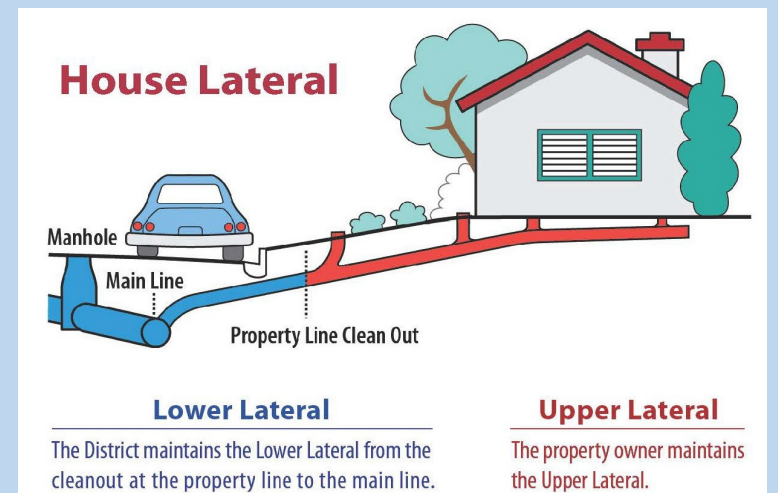 House Lateral
Manhole
Main Line
Property Line Clean Out
Lower Lateral
The District maintains the Lower Lateral from the
cleanout at the property line to the main line.
Upper Lateral
The property owner maintains
the Upper Lateral.